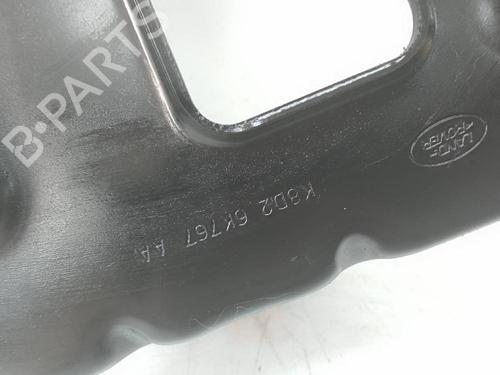 B-PARTS
LAND-
ROVER
K8D2 6K767 AA